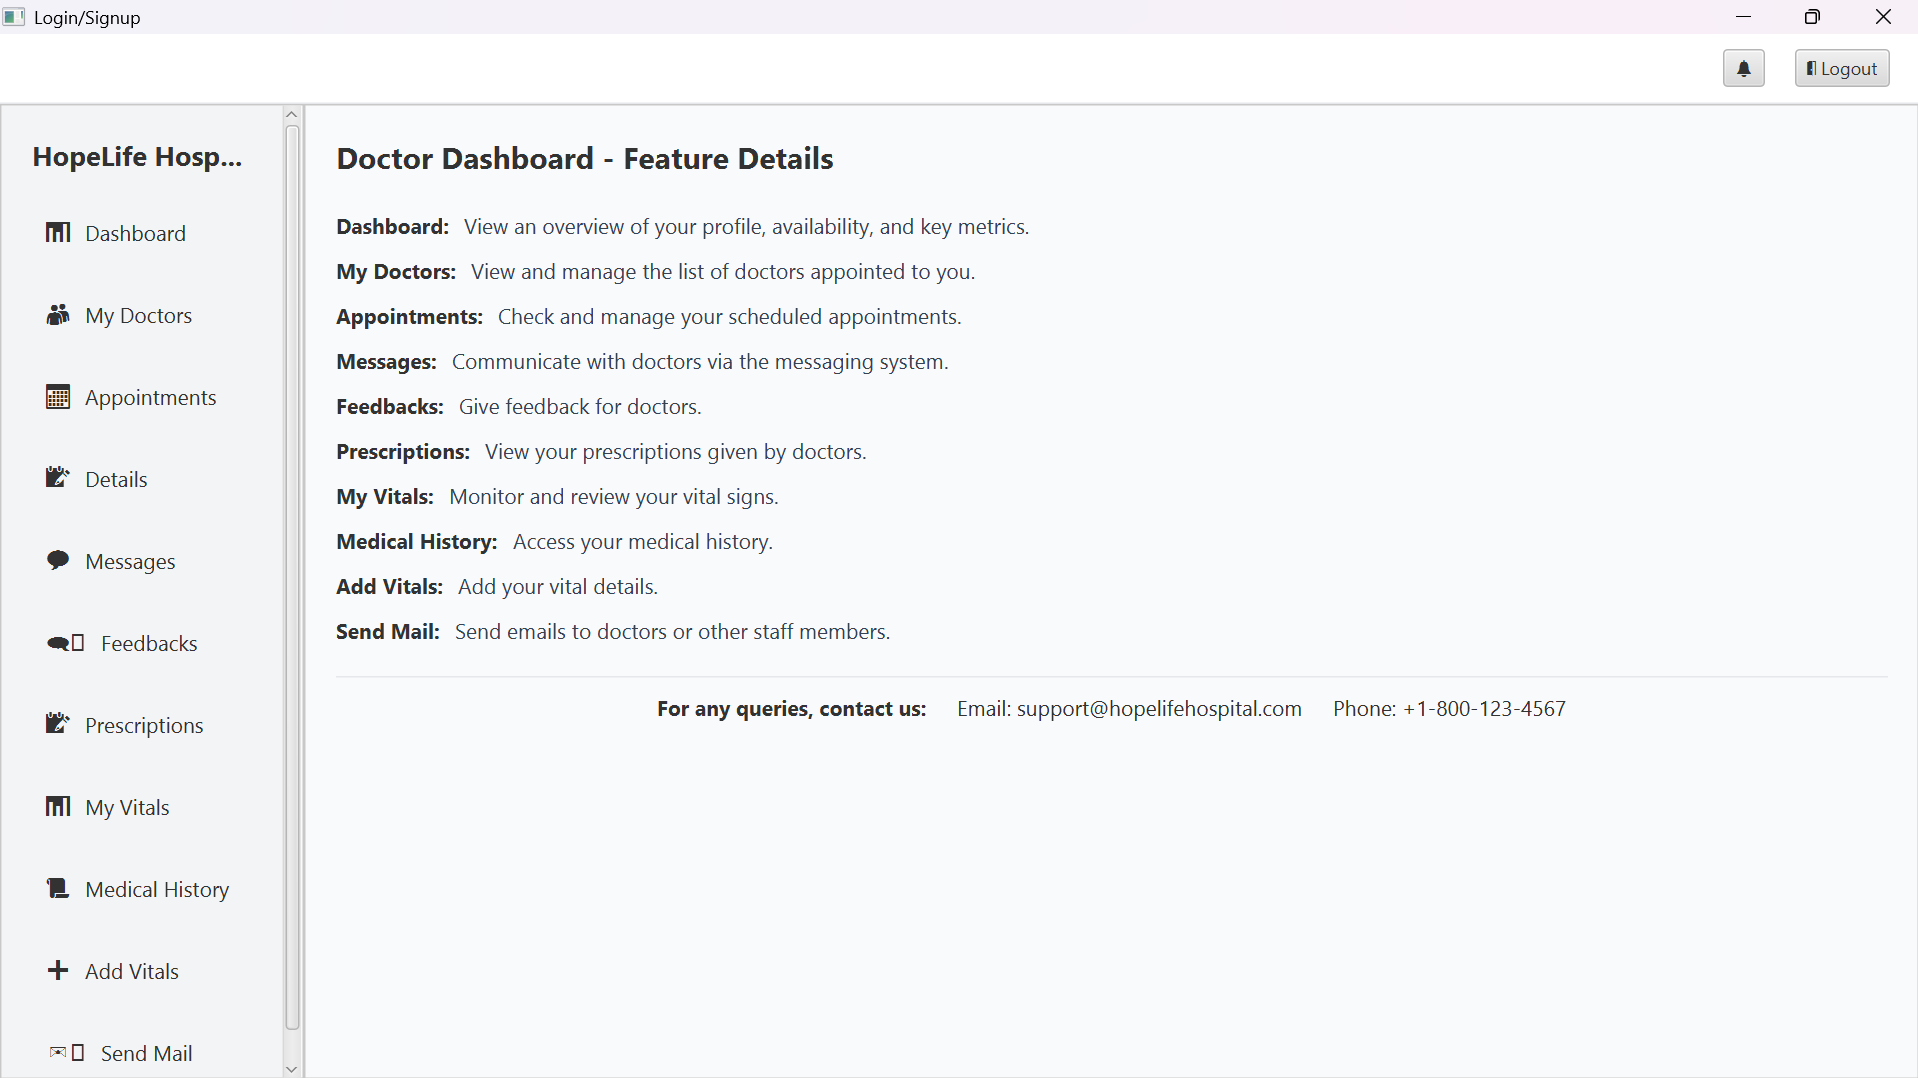 Login/Signup
Logout
HopeLife Hosp...
Dashboard
My Doctors
Appointments
Details
Messages
Feedbacks
Prescriptions
My Vitals
Medical History
Add Vitals
Send Mail
Doctor Dashboard - Feature Details
Dashboard: View an overview of your profile, availability, and key metrics.
My Doctors: View and manage the list of doctors appointed to you.
Appointments: Check and manage your scheduled appointments.
Messages: Communicate with doctors via the messaging system.
Feedbacks: Give feedback for doctors.
Prescriptions: View your prescriptions given by doctors.
My Vitals: Monitor and review your vital signs.
Medical History: Access your medical history.
Add Vitals: Add your vital details.
Send Mail: Send emails to doctors or other staff members.
For any queries, contact us: Email: support@hopelifehospital.com Phone: +1-800-123-4567